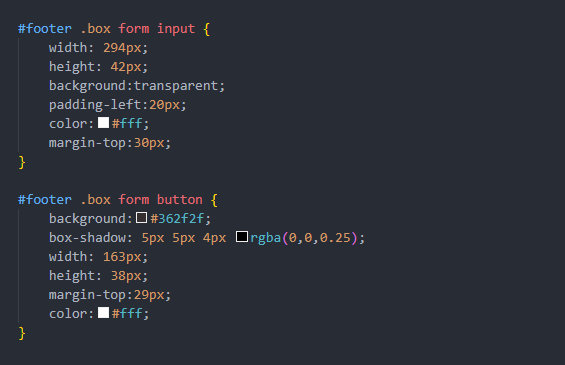 #footer .box form input {
width: 294px;
height: 42px;
background:transparent;
padding-left:20px;
color:#fff;
margin-top:30px;
}
#footer .box form button {
background:#362f2f;
box-shadow: 5px 5px 4px rgba(0,0,0.25);
width: 163px;
height: 38px;
margin-top:29px;
color:#fff;
}